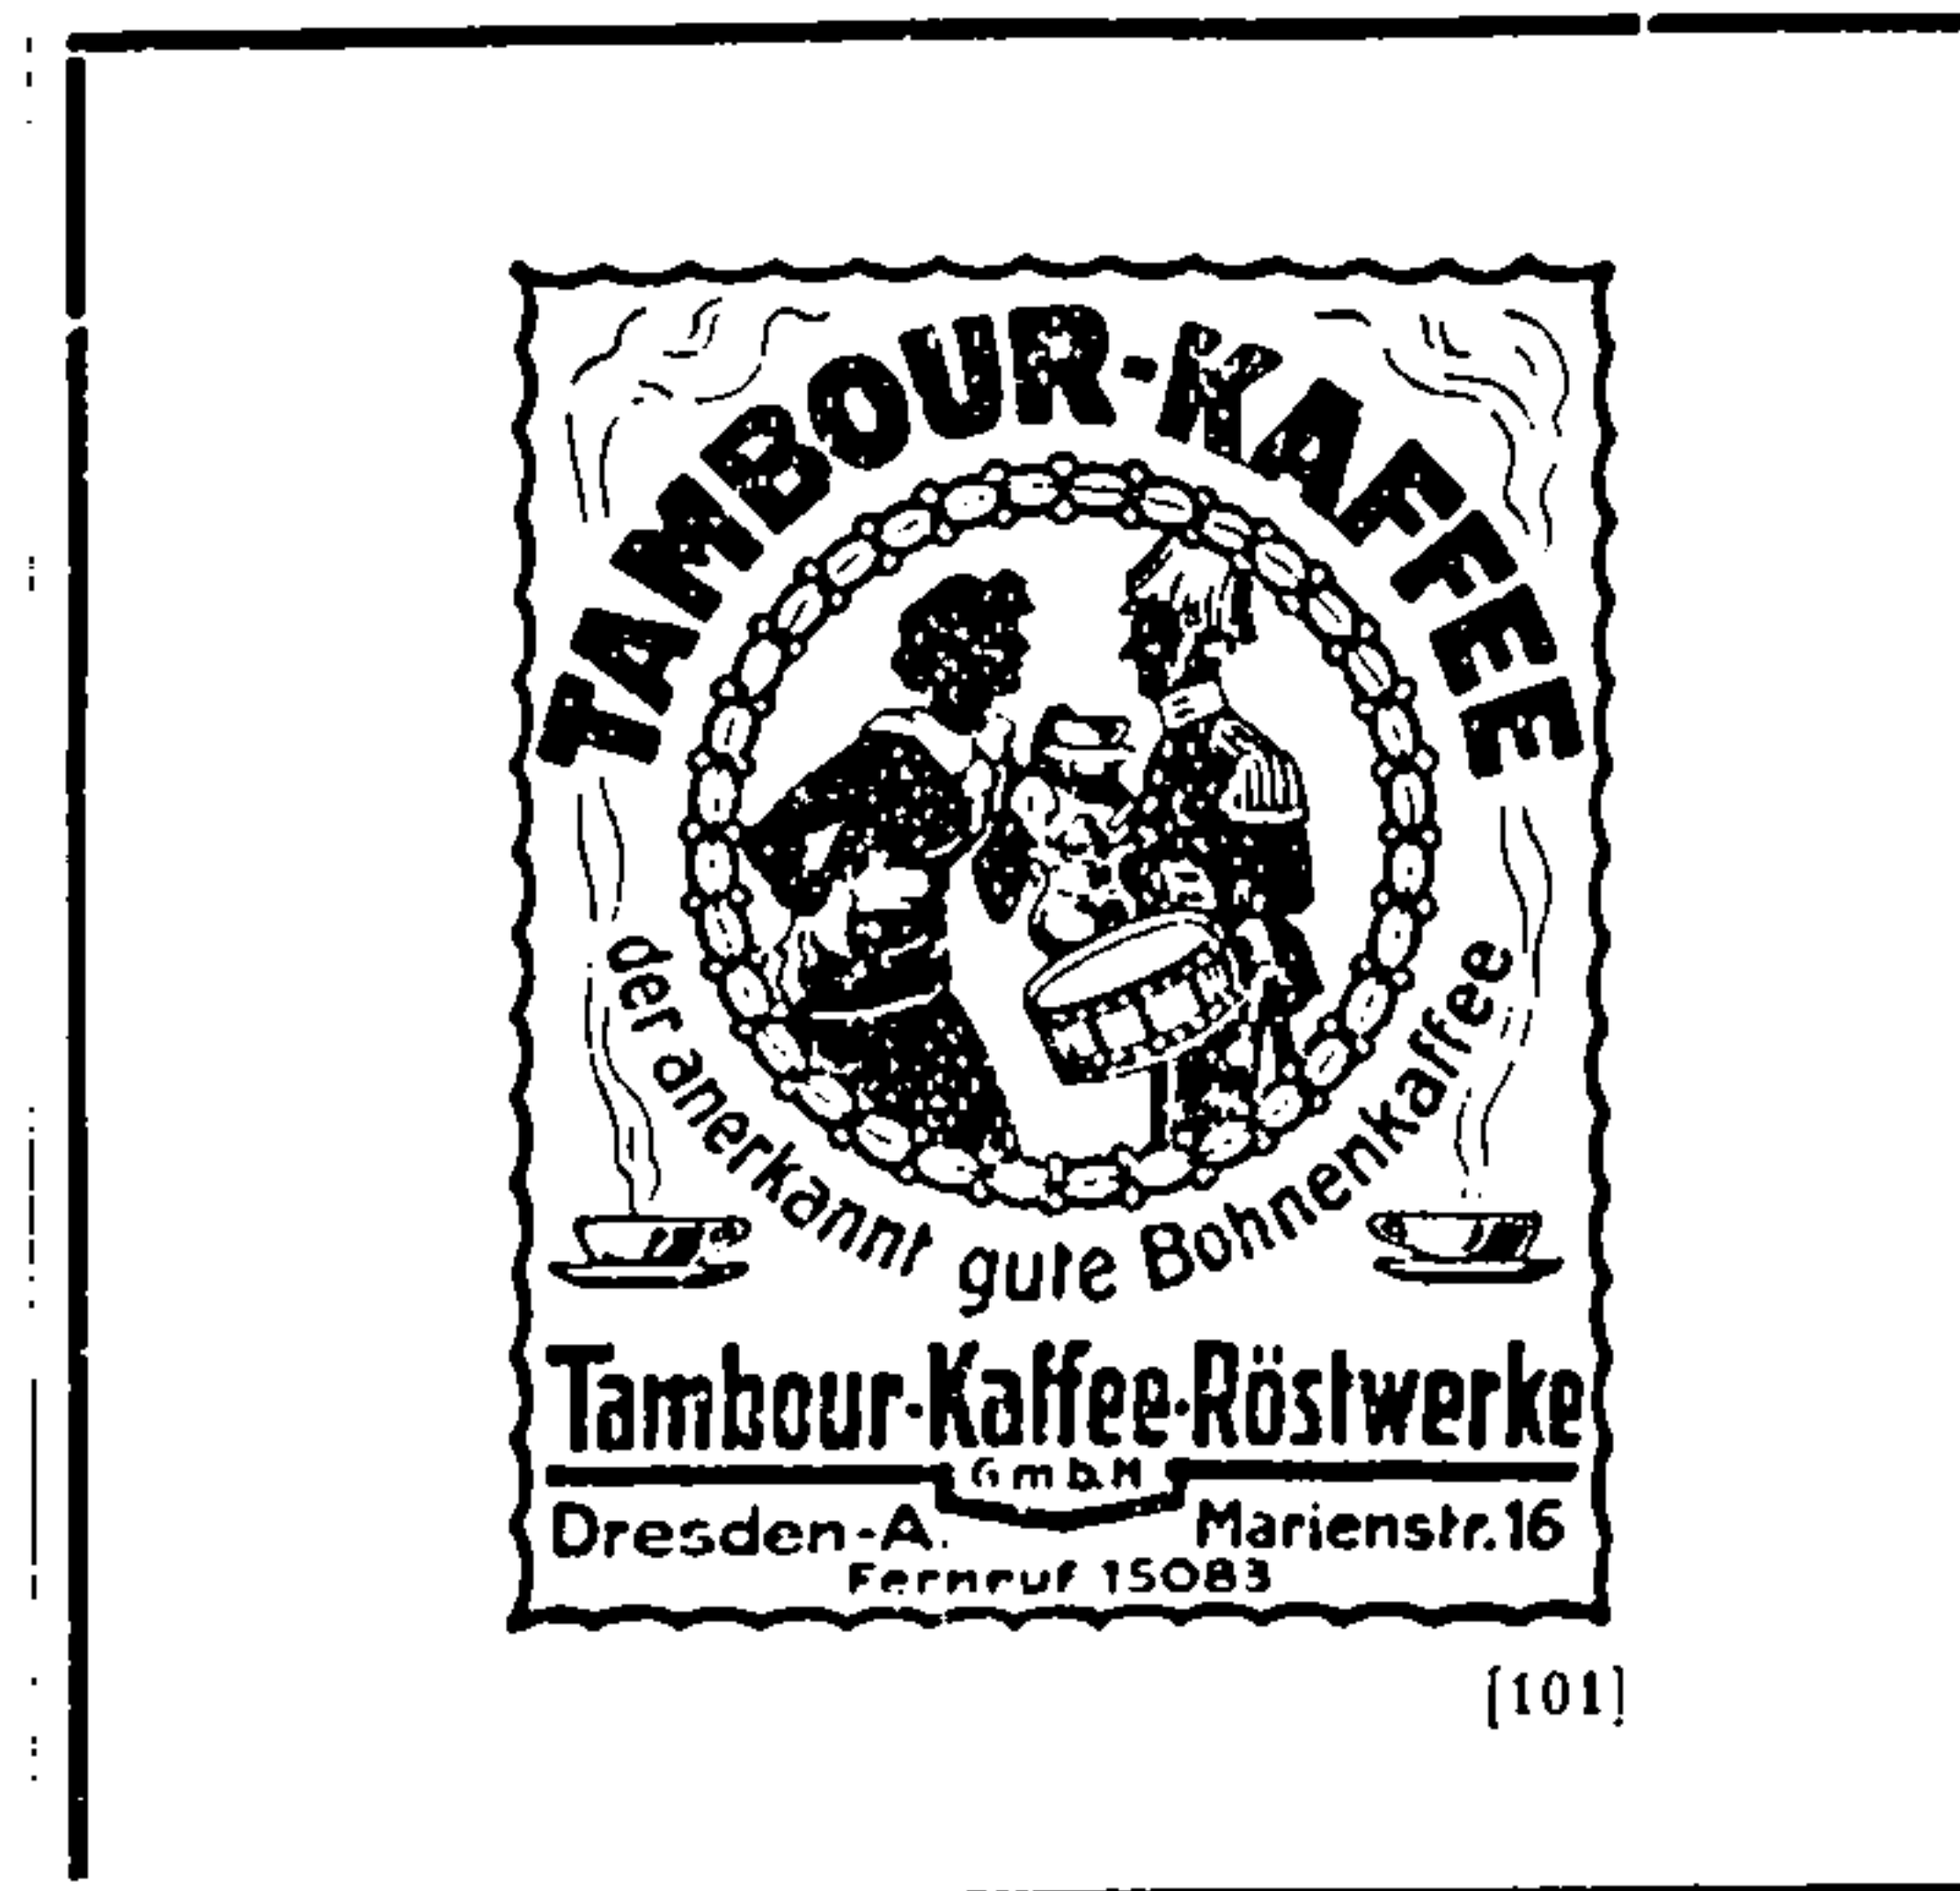 TAMBOUR-KAFFEE
der anerkannt gute Bohnenkaffee
Tambour-Kaffee-Röstwerke
GmbH
Dresden-A. Marienstr. 16
Fernruf 15083
[101]